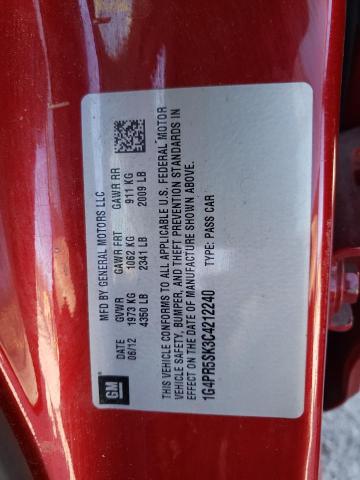 MFD BY GENERAL MOTORS LLC
DATE GVWR GAWR FRT GAWR RR
06/12 1973 KG 1062 KG 911 KG
4350 LB 2341 LB 2009 LB
THIS VEHICLE CONFORMS TO ALL APPLICABLE U.S. FEDERAL MOTOR
VEHICLE SAFETY, BUMPER, AND THEFT PREVENTION STANDARDS IN
EFFECT ON THE DATE OF MANUFACTURE SHOWN ABOVE.
1G4PR5SK3C4212240 TYPE: PASS CAR
GM